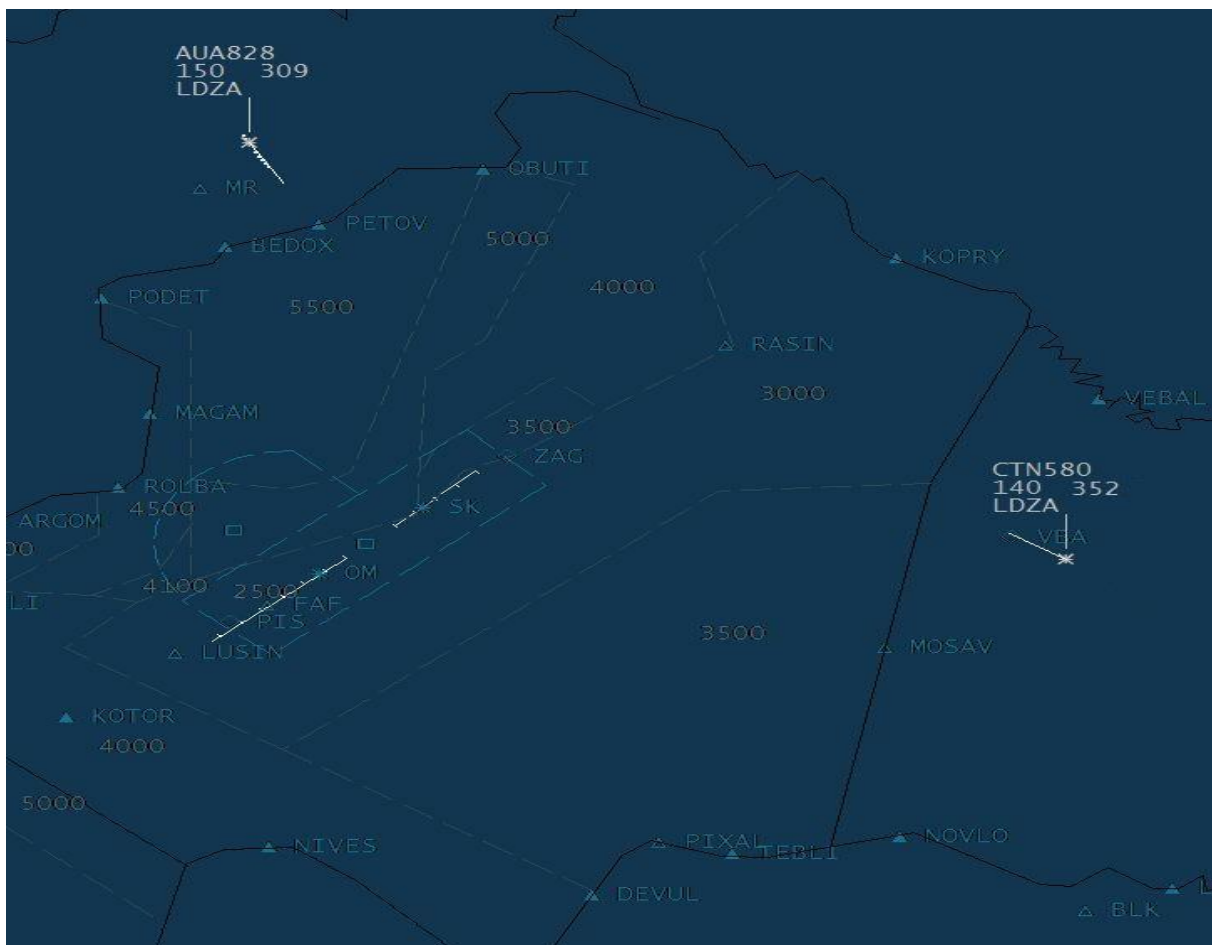 AUA828
150 309
LDZA
MR
OBUTI
PETOV
5000
BEDOX
KOPRY
4000
PODET
5500
RASIN
3000
VEBAL
MAGAM
3500
ZAG
CTN580
140 352
LDZA
ROLBA
4500
SK
ARGOM
VBA
OM
4100
2500
FAF
LI
PIS
3500
LUSIN
MOSAV
KOTOR
4000
5000
NIVES
PIXAL
NOVLO
TEBLI
DEVUL
BLK